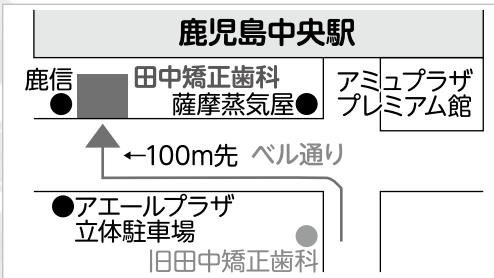 鹿児島中央駅
鹿信
田中矯正歯科
薩摩蒸気屋
アミュプラザ
プレミアム館
←100m先 ベル通り
アエールプラザ
立体駐車場
旧田中矯正歯科